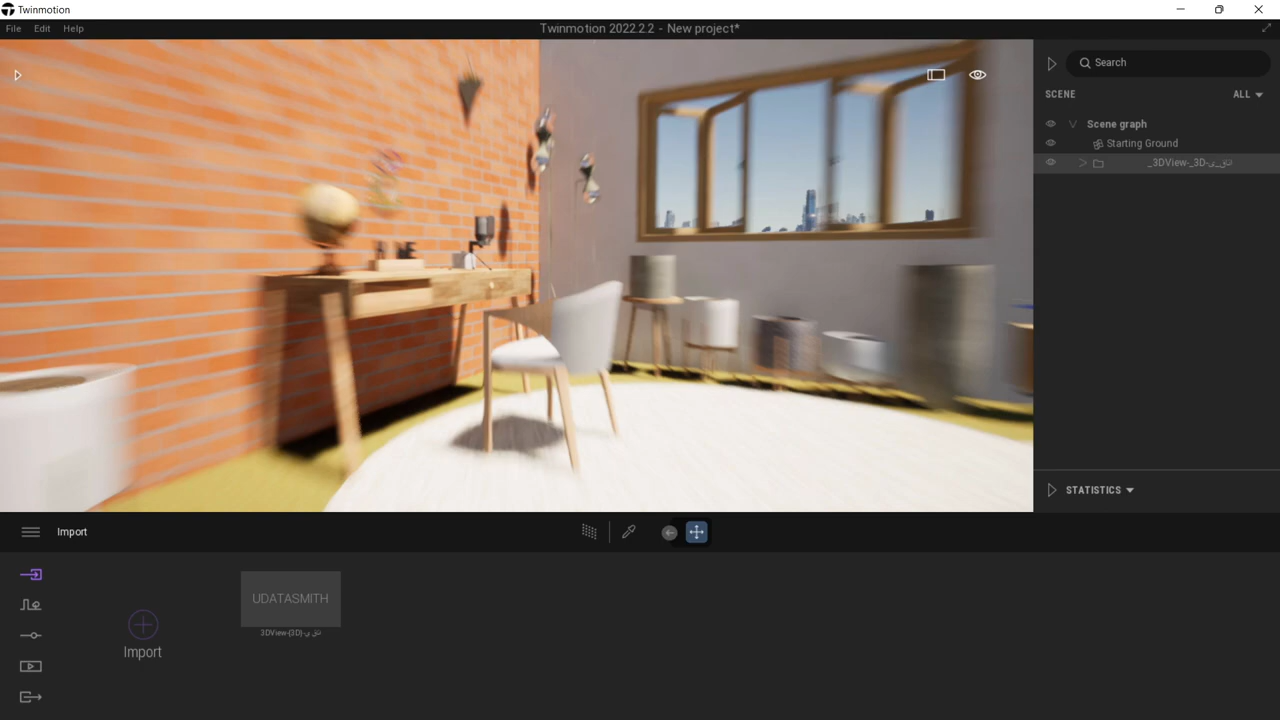 Twinmotion
File Edit Help
Twinmotion 2022.2.2 - New project*
Search
SCENE
ALL
Scene graph
Starting Ground
STATISTICS
Import
UDATASMITH
Import